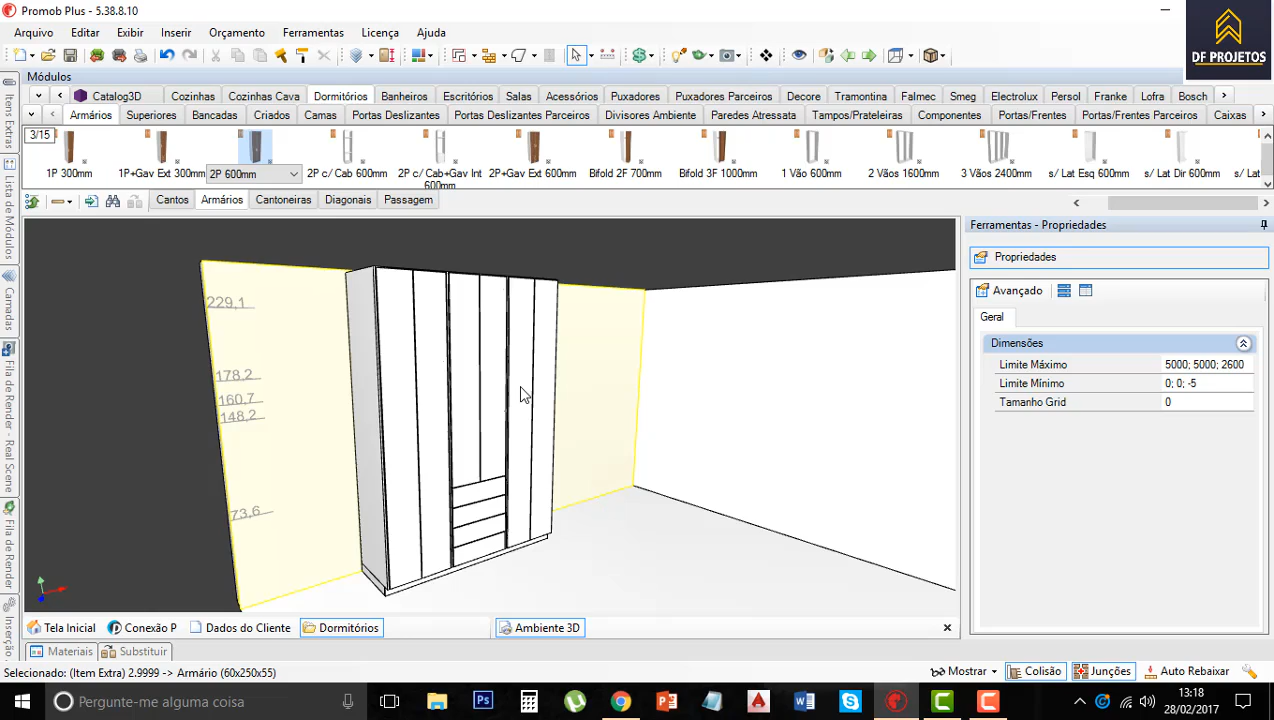 Promob Plus - 5.38.8.10
Arquivo Editar Exibir Inserir Orçamento Ferramentas Licença Ajuda
DF PROJETOS
Módulos
Catalog3D Cozinhas Cozinhas Cava Dormitórios Banheiros Escritórios Salas Acessórios Puxadores Puxadores Parceiros Decore Tramontina Falmec Smeg Electrolux Persol Franke Lofra Bosch
Armários Superiores Bancadas Criados Camas Portas Deslizantes Portas Deslizantes Parceiros Divisores Ambiente Paredes Atressatta Tampos/Prateleiras Componentes Portas/Frentes Portas/Frentes Parceiros Caixas
3/15
1P 300mm 1P+Gav Ext 300mm 2P 600mm 2P c/ Cab 600mm 2P c/ Cab+Gav Int 600mm 2P+Gav Ext 600mm Bifold 2F 700mm Bifold 3F 1000mm 1 Vão 600mm 2 Vãos 1600mm 3 Vãos 2400mm s/ Lat Esq 600mm s/ Lat Dir 600mm s/ Lat
Cantos Armários Cantoneiras Diagonais Passagem
Itens Extras
Lista de Módulos
Camadas
Fila de Render - Real Scene
Fila de Render
Inserção
229,1
178,2
160,7
148,2
73,6
Ferramentas - Propriedades
Propriedades
Avançado
Geral
Dimensões
Limite Máximo 5000; 5000; 2600
Limite Mínimo 0; 0; -5
Tamanho Grid 0
Tela Inicial Conexão P Dados do Cliente Dormitórios Ambiente 3D
Materiais Substituir
Selecionado: (Item Extra) 2.9999 -> Armário (60x250x55)
Mostrar Colisão Junções Auto Rebaixar
Pergunte-me alguma coisa
13:18
28/02/2017